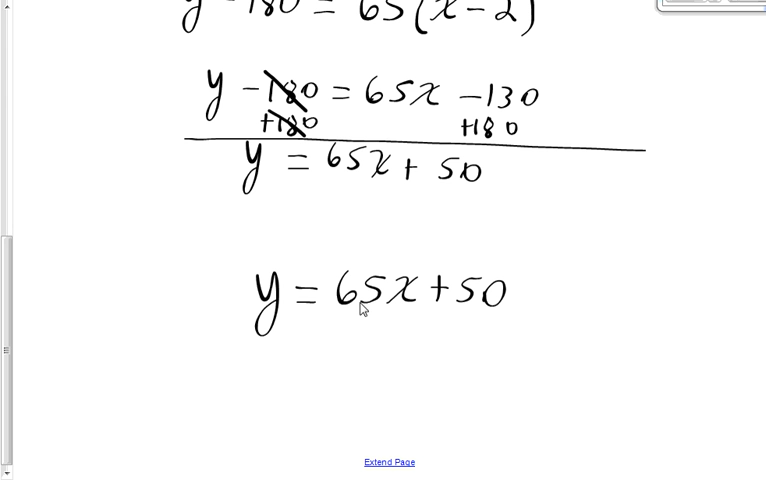 y - 180 = 65(x - 2)
y - 180 = 65x - 130
+180 +180
y = 65x + 50
y = 65x + 50
Extend Page